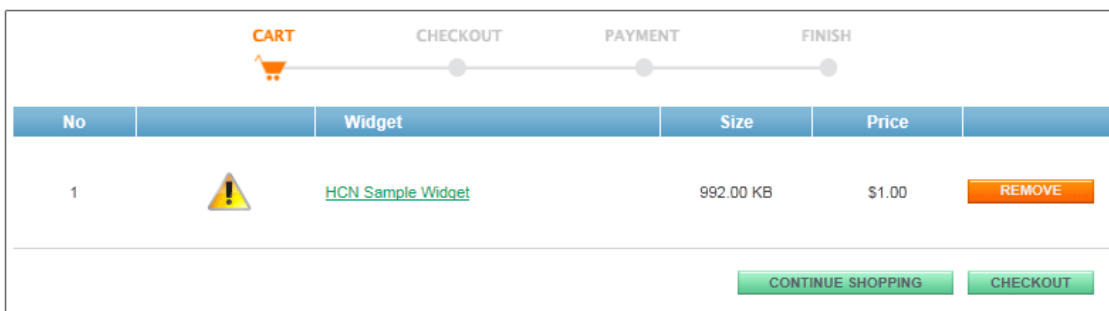 CART CHECKOUT PAYMENT FINISH
No Widget Size Price
1 HCN Sample Widget 992.00 KB $1.00 REMOVE
CONTINUE SHOPPING CHECKOUT